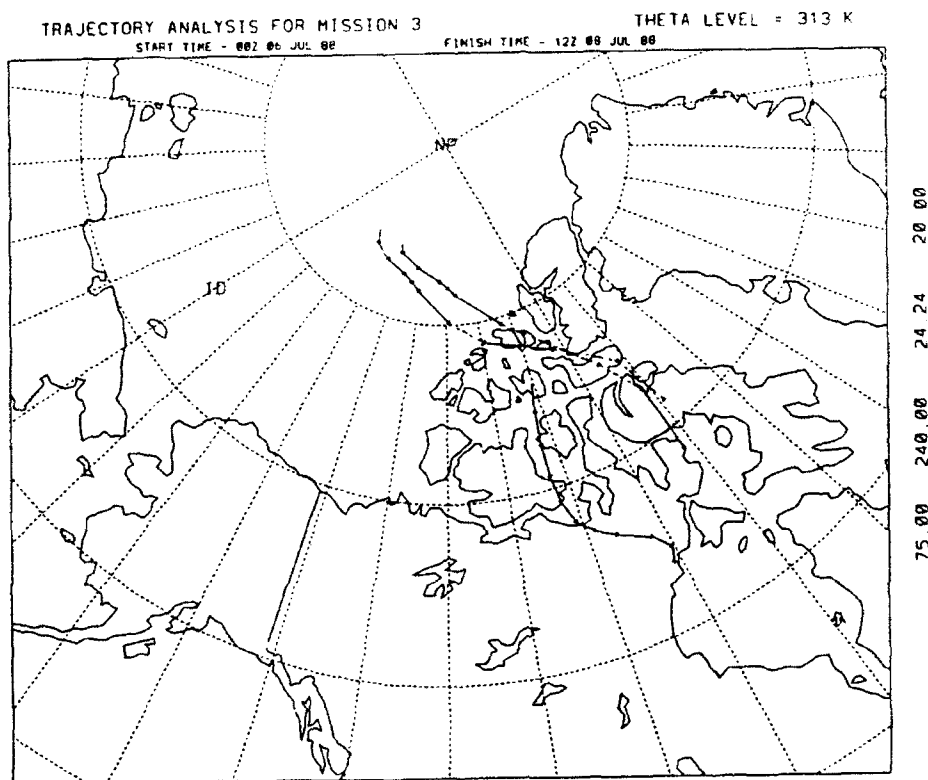 TRAJECTORY ANALYSIS FOR MISSION 3
THETA LEVEL = 313 K
START TIME - 00Z 06 JUL 88
FINISH TIME - 12Z 08 JUL 88
NP
ID
75.00 240.00 24 24 20 00